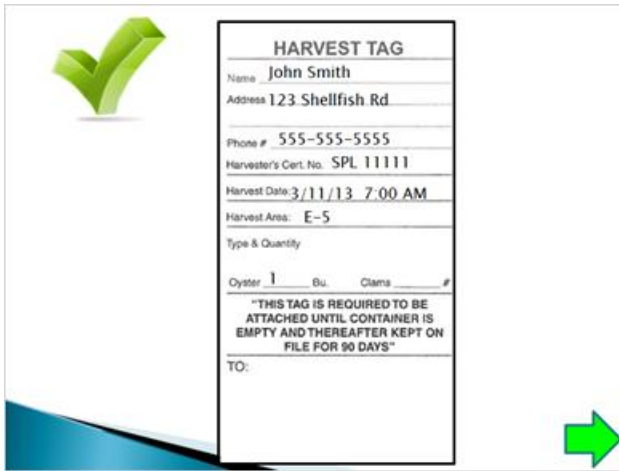 HARVEST TAG
Name John Smith
Address 123 Shellfish Rd
Phone # 555-555-5555
Harvester's Cert. No. SPL 11111
Harvest Date: 3/11/13 7:00 AM
Harvest Area: E-5
Type & Quantity
Oyster 1 Bu. Clams #
"THIS TAG IS REQUIRED TO BE
ATTACHED UNTIL CONTAINER IS
EMPTY AND THEREAFTER KEPT ON
FILE FOR 90 DAYS"
TO: